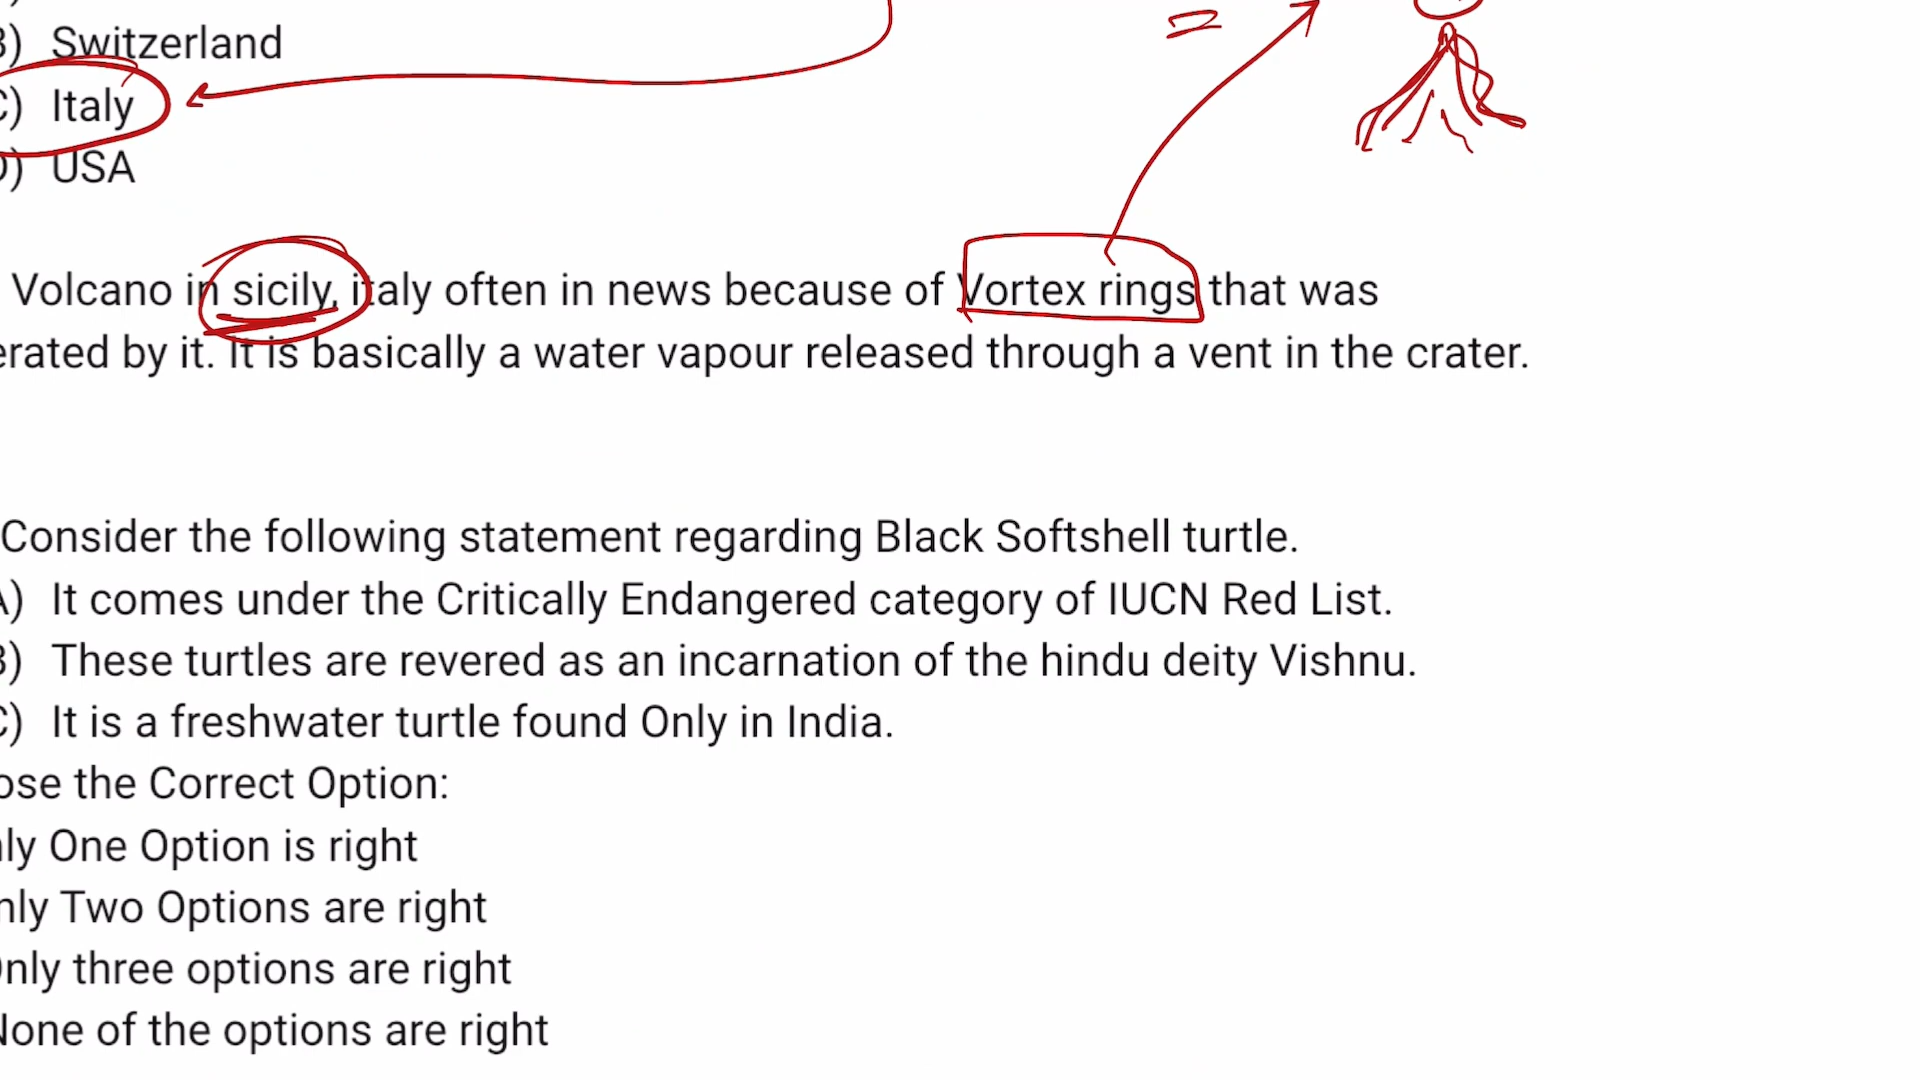 B) Switzerland
C) Italy
D) USA
Volcano in sicily, italy often in news because of Vortex rings that was
erated by it. It is basically a water vapour released through a vent in the crater.
Consider the following statement regarding Black Softshell turtle.
A) It comes under the Critically Endangered category of IUCN Red List.
B) These turtles are revered as an incarnation of the hindu deity Vishnu.
C) It is a freshwater turtle found Only in India.
ose the Correct Option:
nly One Option is right
nly Two Options are right
Only three options are right
None of the options are right